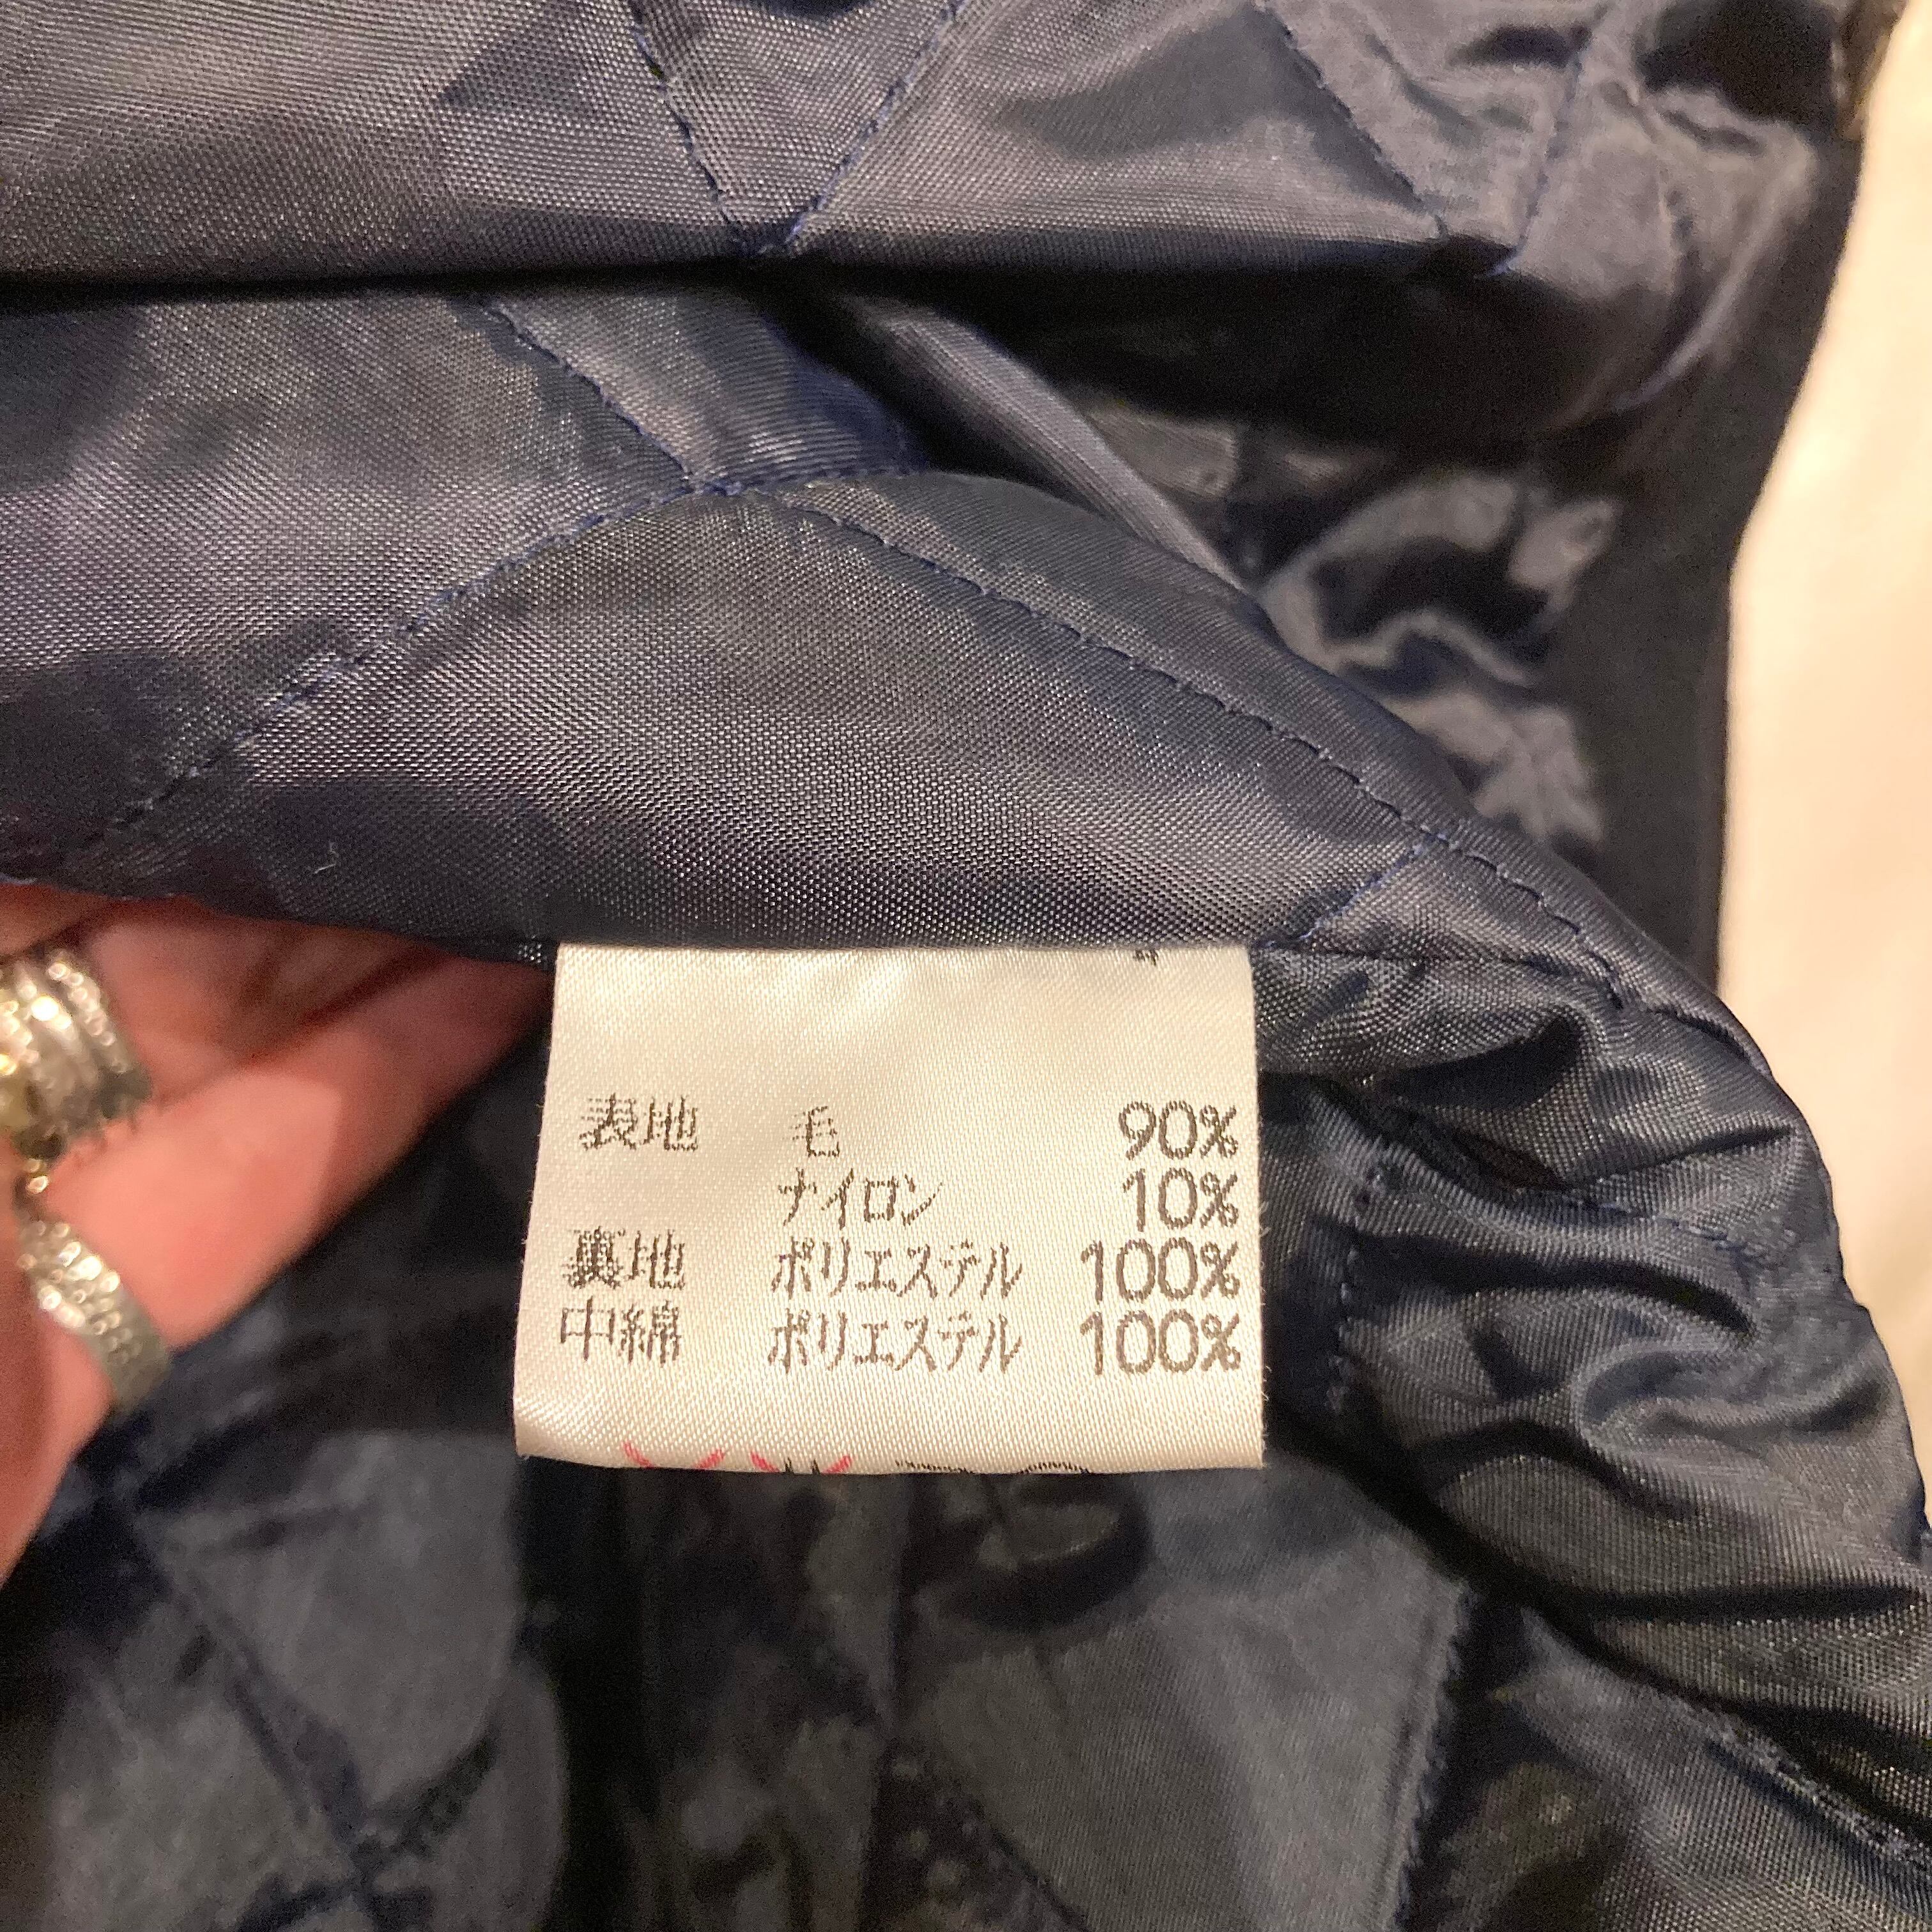 表地 毛 90%
ナイロン 10%
裏地 ポリエステル 100%
中綿 ポリエステル 100%